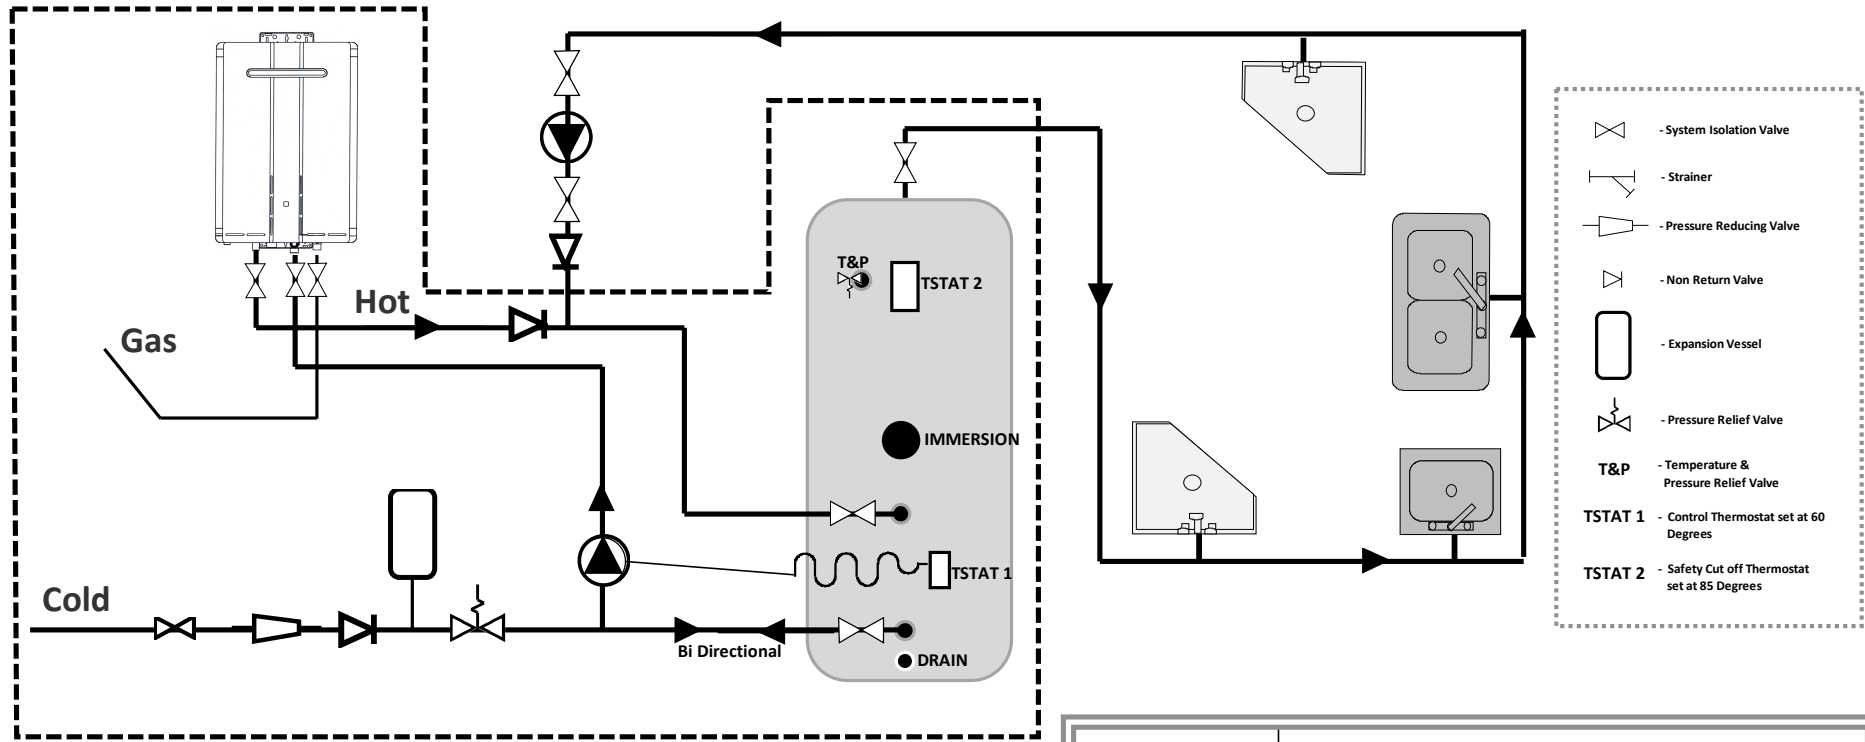 Hot
Gas
T&P
TSTAT 2
IMMERSION
TSTAT 1
Cold
Bi Directional
DRAIN
- System Isolation Valve
- Strainer
- Pressure Reducing Valve
- Non Return Valve
- Expansion Vessel
- Pressure Relief Valve
T&P - Temperature &
Pressure Relief Valve
TSTAT 1 - Control Thermostat set at 60
Degrees
TSTAT 2 - Safety Cut off Thermostat
set at 85 Degrees